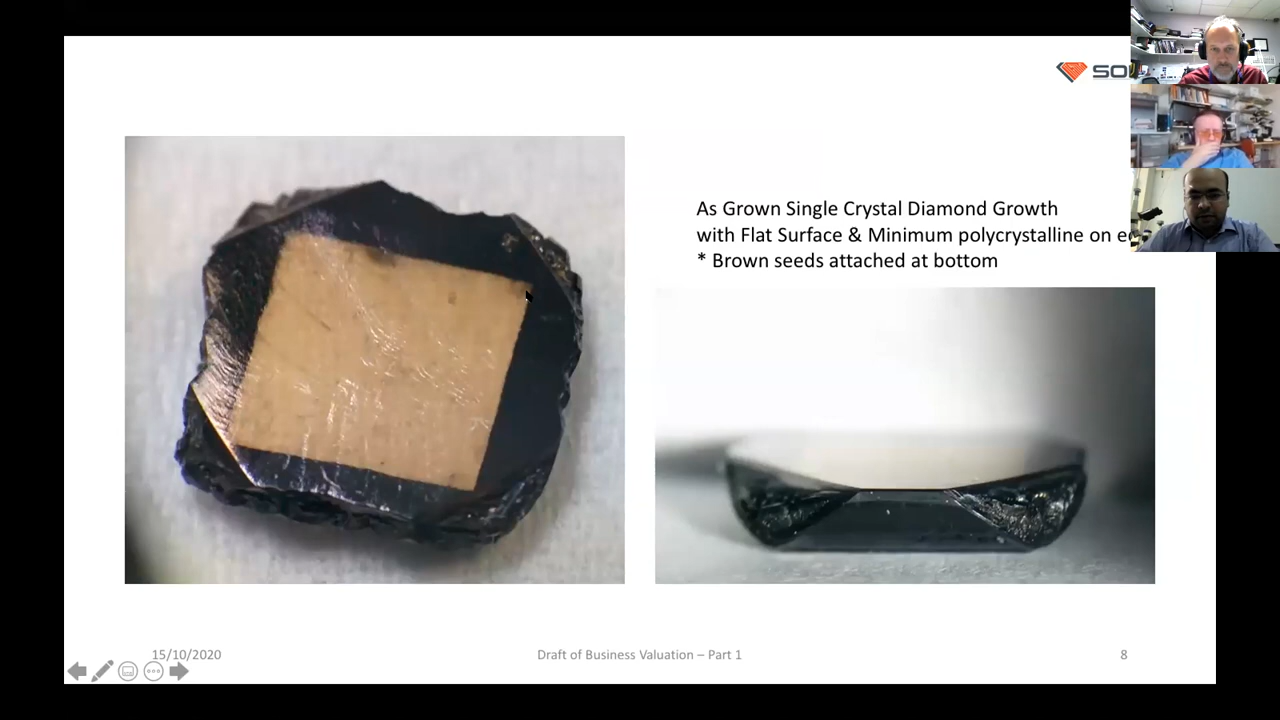 As Grown Single Crystal Diamond Growth
with Flat Surface & Minimum polycrystalline on
* Brown seeds attached at bottom
15/10/2020
Draft of Business Valuation – Part 1
8